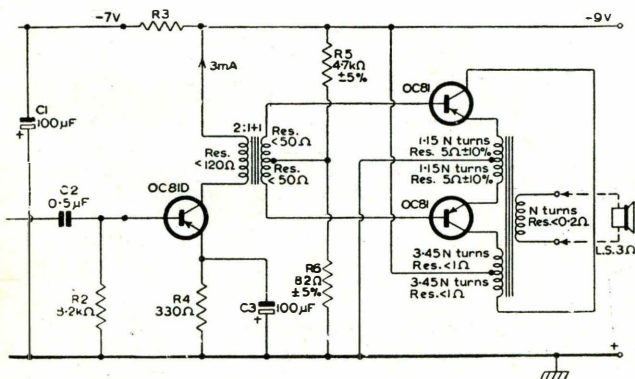 -7V
R3
-9V
3mA
R5
4.7kΩ
±5%
OC81
C1
100μF
+
2:1+1
Res.
<120Ω
Res.
<50Ω
Res.
<50Ω
1·15 N turns
Res. 5Ω±10%
1·15N turns
Res. 5Ω±10%
OC81D
C2
0·5μF
OC81
N turns
Res<0·2Ω
L.S.3Ω
3·45N turns
Res.<1Ω
3·45N turns
Res.<1Ω
R2
8·2kΩ
R4
330Ω
C3
100μF
+
R6
82Ω
±5%
+